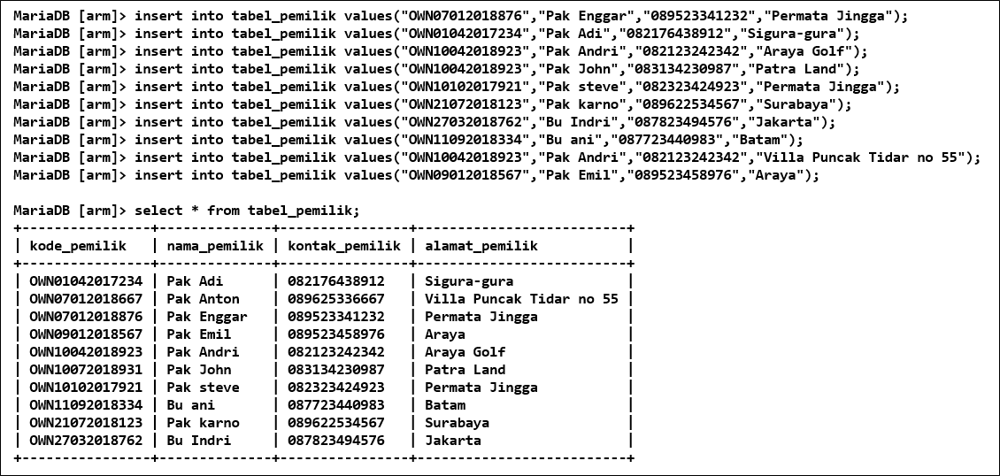 MariaDB [arm]> insert into tabel_pemilik values("OWN07012018876","Pak Enggar","089523341232","Permata Jingga");
MariaDB [arm]> insert into tabel_pemilik values("OWN01042017234","Pak Adi","082176438912","Sigura-gura");
MariaDB [arm]> insert into tabel_pemilik values("OWN10042018923","Pak Andri","082123242342","Araya Golf");
MariaDB [arm]> insert into tabel_pemilik values("OWN10042018923","Pak John","083134230987","Patra Land");
MariaDB [arm]> insert into tabel_pemilik values("OWN10102017921","Pak steve","082323424923","Permata Jingga");
MariaDB [arm]> insert into tabel_pemilik values("OWN21072018123","Pak karno","089622534567","Surabaya");
MariaDB [arm]> insert into tabel_pemilik values("OWN27032018762","Bu Indri","087823494576","Jakarta");
MariaDB [arm]> insert into tabel_pemilik values("OWN11092018334","Bu ani","087723440983","Batam");
MariaDB [arm]> insert into tabel_pemilik values("OWN10042018923","Pak Andri","082123242342","Villa Puncak Tidar no 55");
MariaDB [arm]> insert into tabel_pemilik values("OWN09012018567","Pak Emil","089523458976","Araya");

MariaDB [arm]> select * from tabel_pemilik;
+----------------+--------------+----------------+--------------------------+
| kode_pemilik   | nama_pemilik | kontak_pemilik | alamat_pemilik           |
+----------------+--------------+----------------+--------------------------+
| OWN01042017234 | Pak Adi      | 082176438912   | Sigura-gura              |
| OWN07012018667 | Pak Anton    | 089625336667   | Villa Puncak Tidar no 55 |
| OWN07012018876 | Pak Enggar   | 089523341232   | Permata Jingga           |
| OWN09012018567 | Pak Emil     | 089523458976   | Araya                    |
| OWN10042018923 | Pak Andri    | 082123242342   | Araya Golf               |
| OWN10072018931 | Pak John     | 083134230987   | Patra Land               |
| OWN10102017921 | Pak steve    | 082323424923   | Permata Jingga           |
| OWN11092018334 | Bu ani       | 087723440983   | Batam                    |
| OWN21072018123 | Pak karno    | 089622534567   | Surabaya                 |
| OWN27032018762 | Bu Indri     | 087823494576   | Jakarta                  |
+----------------+--------------+----------------+--------------------------+